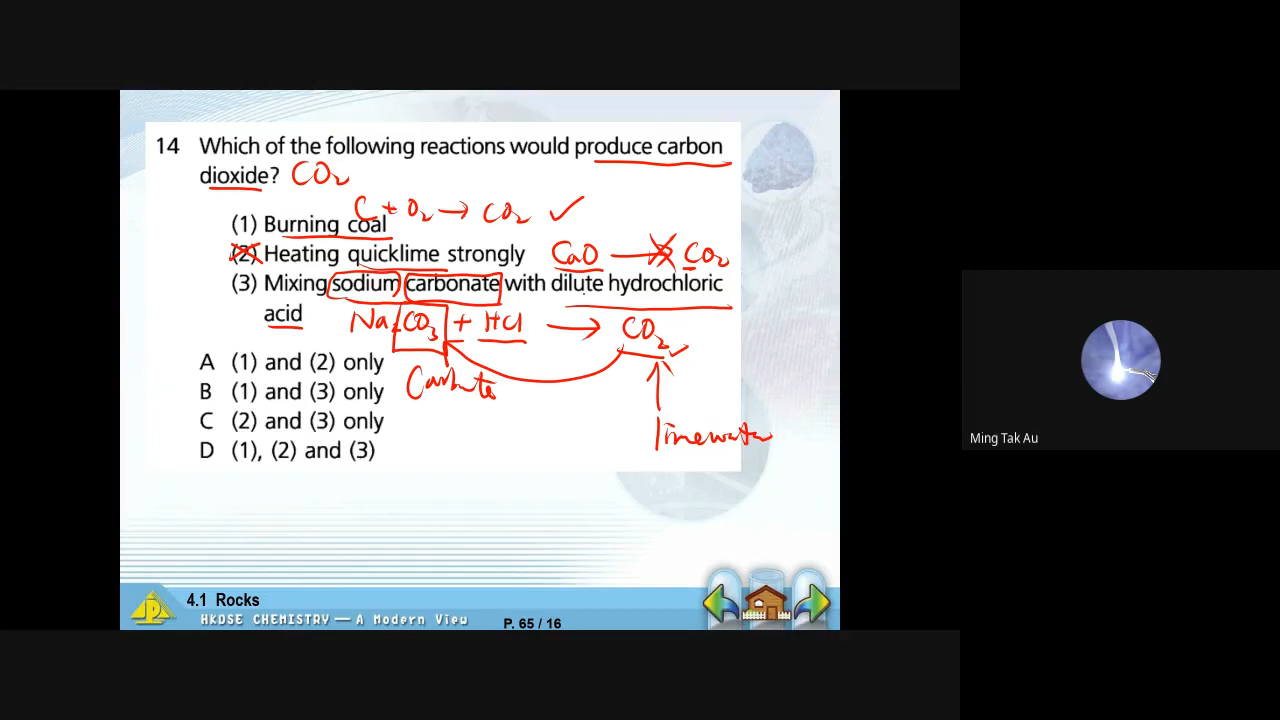 14 Which of the following reactions would produce carbon
dioxide? CO₂
C + O₂ → CO₂ ✓
(1) Burning coal
(2) Heating quicklime strongly CaO → CO₂
(3) Mixing sodium carbonate with dilute hydrochloric
acid Na₂CO₃ + HCl → CO₂ ✓
A (1) and (2) only
B (1) and (3) only
C (2) and (3) only
D (1), (2) and (3)
limewater
Ming Tak Au
4.1 Rocks
HKDSE CHEMISTRY — A Modern View
P. 65 / 16